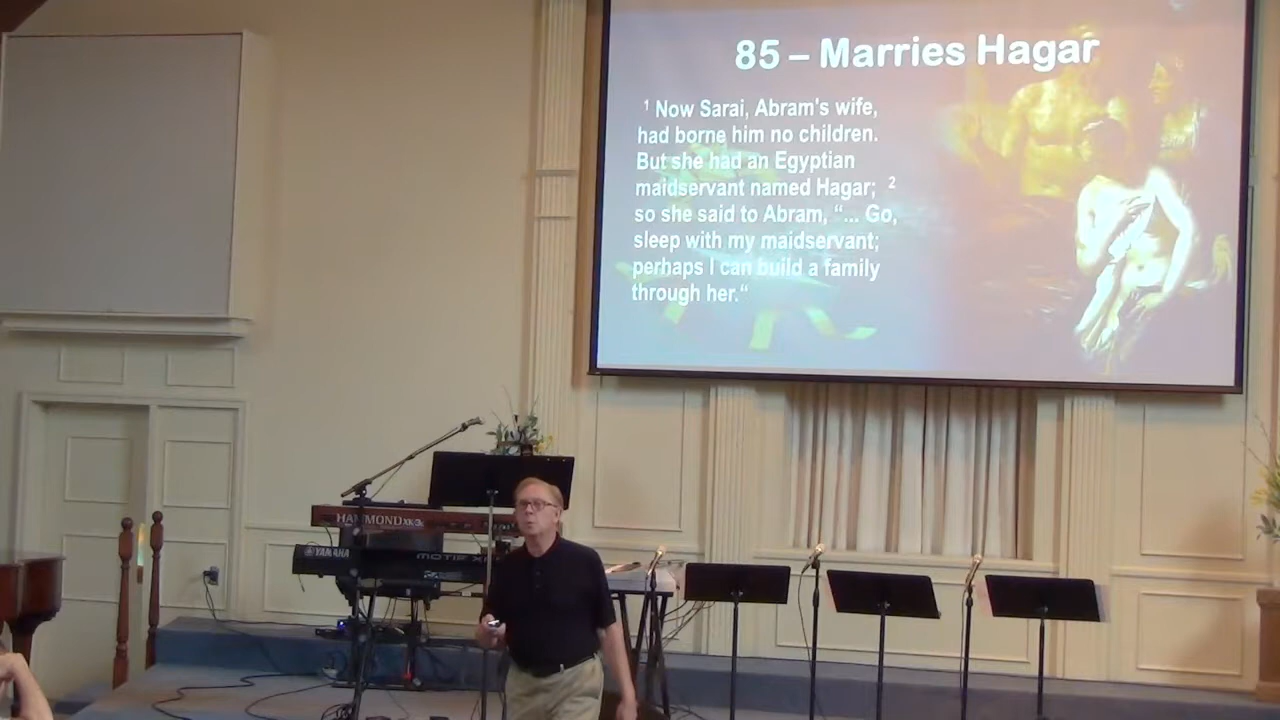 85 – Marries Hagar
¹ Now Sarai, Abram's wife,
had borne him no children.
But she had an Egyptian
maidservant named Hagar; ²
so she said to Abram, “... Go,
sleep with my maidservant;
perhaps I can build a family
through her.“
HAMMOND XK-3c
YAMAHA MOTIF